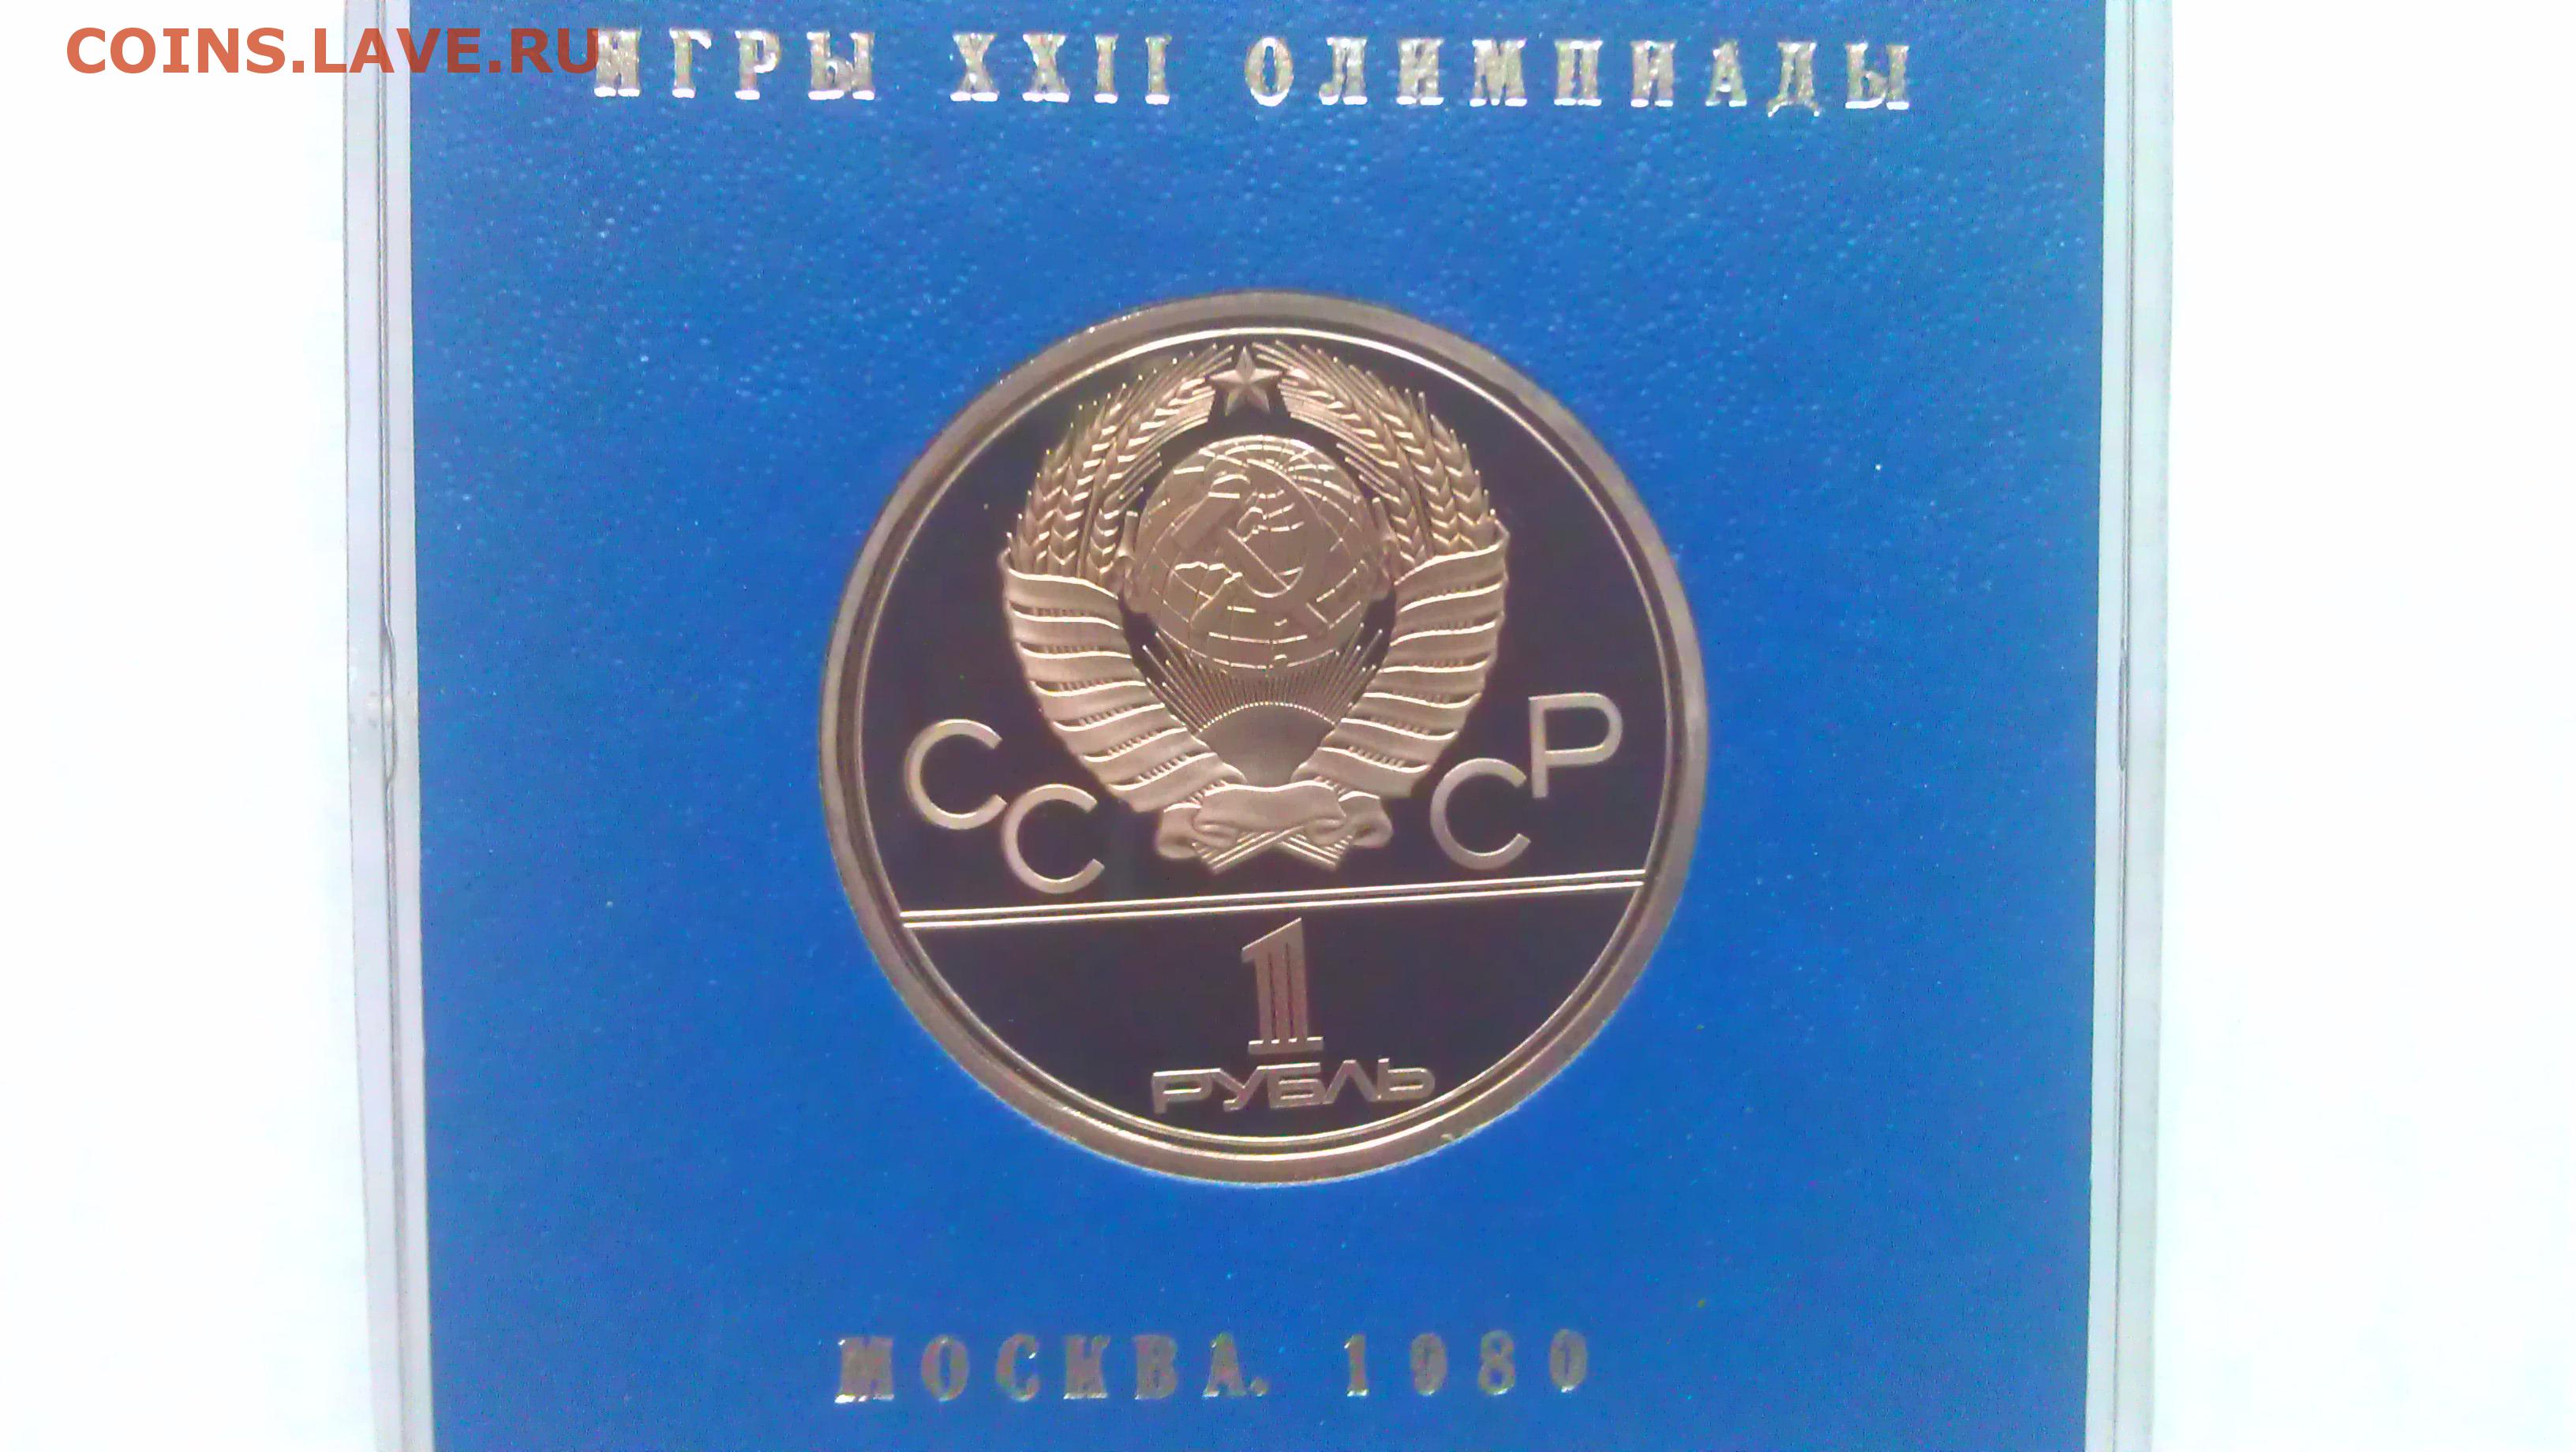 COINS.LAVE.RU
ИГРЫ XXII ОЛИМПИАДЫ
СССР
1
РУБЛЬ
МОСКВА. 1980